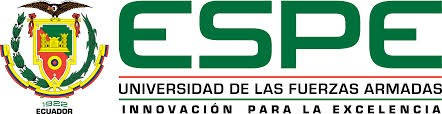 ESPE
UNIVERSIDAD DE LAS FUERZAS ARMADAS
INNOVACIÓN PARA LA EXCELENCIA
1922
ECUADOR